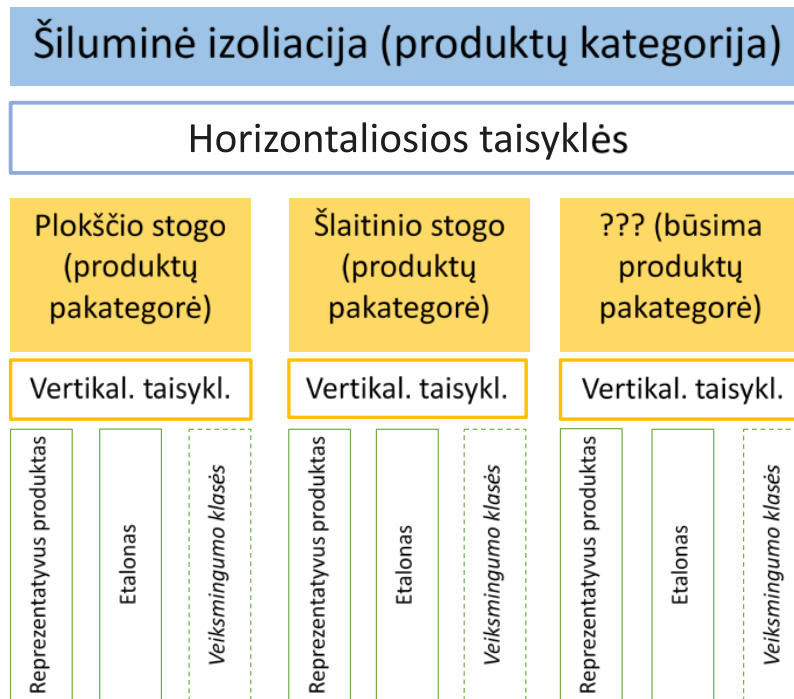 Šiluminė izoliacija (produktų kategorija)
Horizontaliosios taisyklės
Plokščio stogo
(produktų
pakategorė)
Šlaitinio stogo
(produktų
pakategorė)
??? (būsima
produktų
pakategorė)
Vertikal. taisykl.
Vertikal. taisykl.
Vertikal. taisykl.
Reprezentatyvus produktas
Etalonas
Veiksmingumo klasės
Reprezentatyvus produktas
Etalonas
Veiksmingumo klasės
Reprezentatyvus produktas
Etalonas
Veiksmingumo klasės